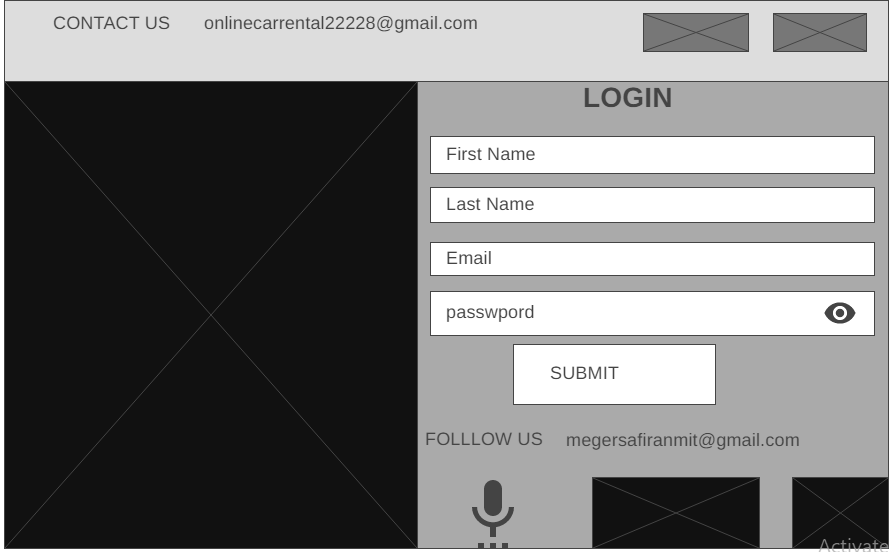 CONTACT US onlinecarrental22228@gmail.com
LOGIN
First Name
Last Name
Email
passwpord
SUBMIT
FOLLLOW US megersafiranmit@gmail.com
Activate